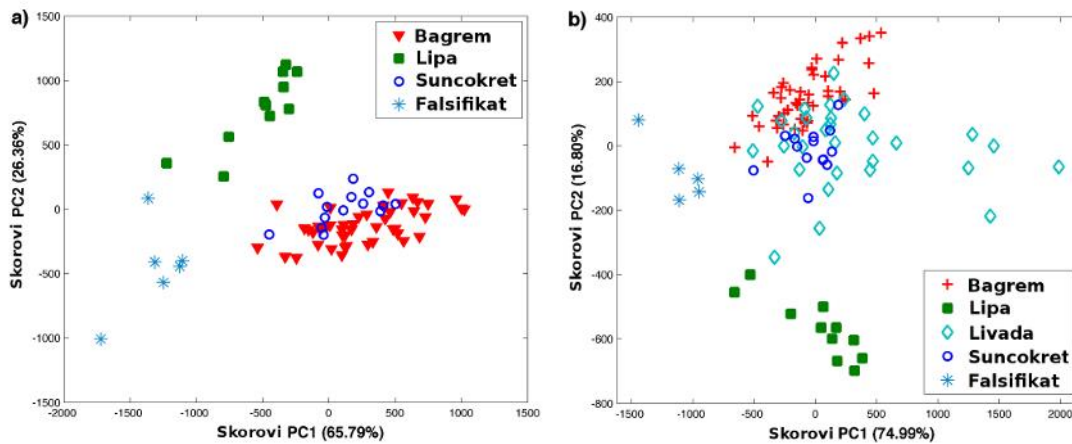 a)
1500
1000
500
0
-500
-1000
-1500
-2000 -1500 -1000 -500 0 500 1000 1500
Skorovi PC2 (26.36%)
Skorovi PC1 (65.79%)
Bagrem
Lipa
Suncokret
Falsifikat
b)
400
200
0
-200
-400
-600
-800
-1500 -1000 -500 0 500 1000 1500 2000
Skorovi PC2 (16.80%)
Skorovi PC1 (74.99%)
Bagrem
Lipa
Livada
Suncokret
Falsifikat